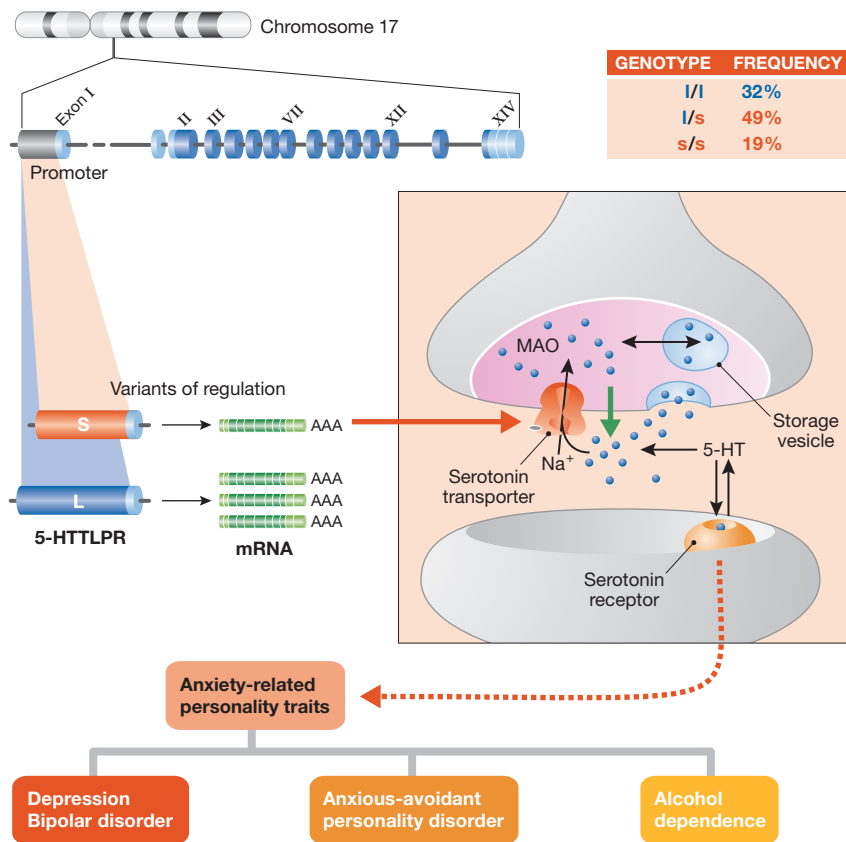 Chromosome 17
GENOTYPE FREQUENCY
l/l 32%
l/s 49%
s/s 19%
Exon I
II
III
VII
XII
XIV
Promoter
MAO
Variants of regulation
S
AAA
Storage
vesicle
5-HT
Na⁺
Serotonin
transporter
L
AAA
AAA
AAA
5-HTTLPR
mRNA
Serotonin
receptor
Anxiety-related
personality traits
Depression
Bipolar disorder
Anxious-avoidant
personality disorder
Alcohol
dependence